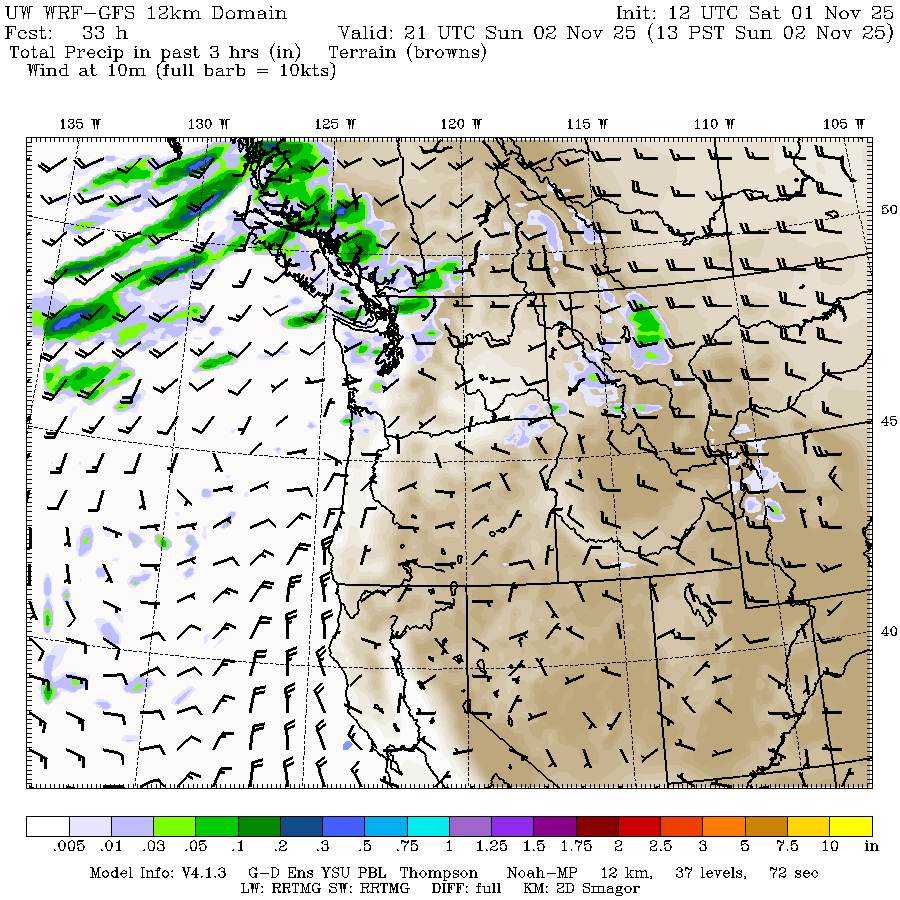 UW WRF-GFS 12km Domain Init: 12 UTC Sat 01 Nov 25
Fcst: 33 h Valid: 21 UTC Sun 02 Nov 25 (13 PST Sun 02 Nov 25)
Total Precip in past 3 hrs (in) Terrain (browns)
Wind at 10m (full barb = 10kts)
135 W 130 W 125 W 120 W 115 W 110 W 105 W
50
45
40
.005 .01 .03 .05 .1 .2 .3 .5 .75 1 1.25 1.5 1.75 2 2.5 3 5 7.5 10 in
Model Info: V4.1.3 G-D Ens YSU PBL Thompson Noah-MP 12 km, 37 levels, 72 sec
LW: RRTMG SW: RRTMG DIFF: full KM: 2D Smagor